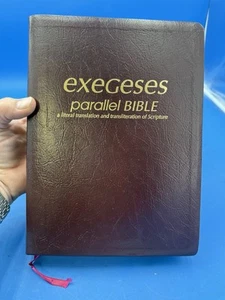 exeGeses
parallel BIBLE
a literal translation and transliteration of Scripture